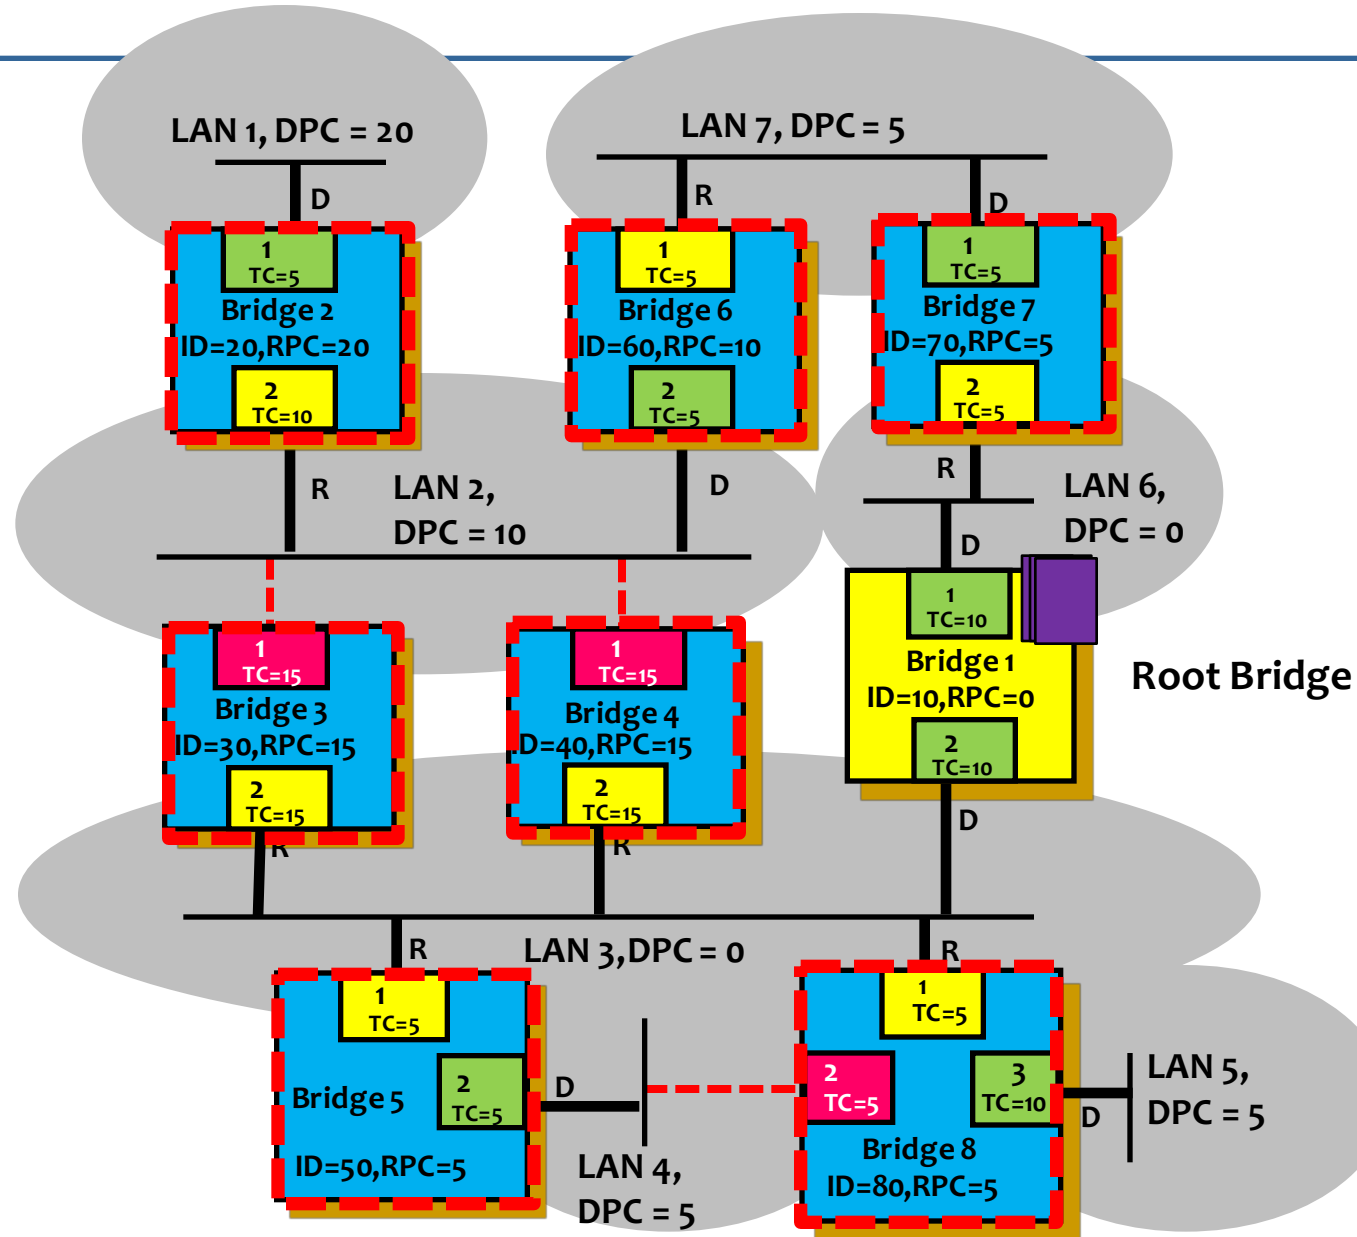 LAN 1, DPC = 20
LAN 7, DPC = 5
D
R
D
1
TC=5
Bridge 2
ID=20,RPC=20
2
TC=10
1
TC=5
Bridge 6
ID=60,RPC=10
2
TC=5
1
TC=5
Bridge 7
ID=70,RPC=5
2
TC=5
R
LAN 2,
DPC = 10
D
R
LAN 6,
DPC = 0
D
1
TC=15
Bridge 3
ID=30,RPC=15
2
TC=15
R
1
TC=15
Bridge 4
ID=40,RPC=15
2
TC=15
R
1
TC=10
Bridge 1
ID=10,RPC=0
2
TC=10
Root Bridge
D
R
LAN 3,DPC = 0
R
1
TC=5
2
TC=5
Bridge 5
ID=50,RPC=5
D
LAN 4,
DPC = 5
1
TC=5
2
TC=5
3
TC=10
Bridge 8
ID=80,RPC=5
D
LAN 5,
DPC = 5